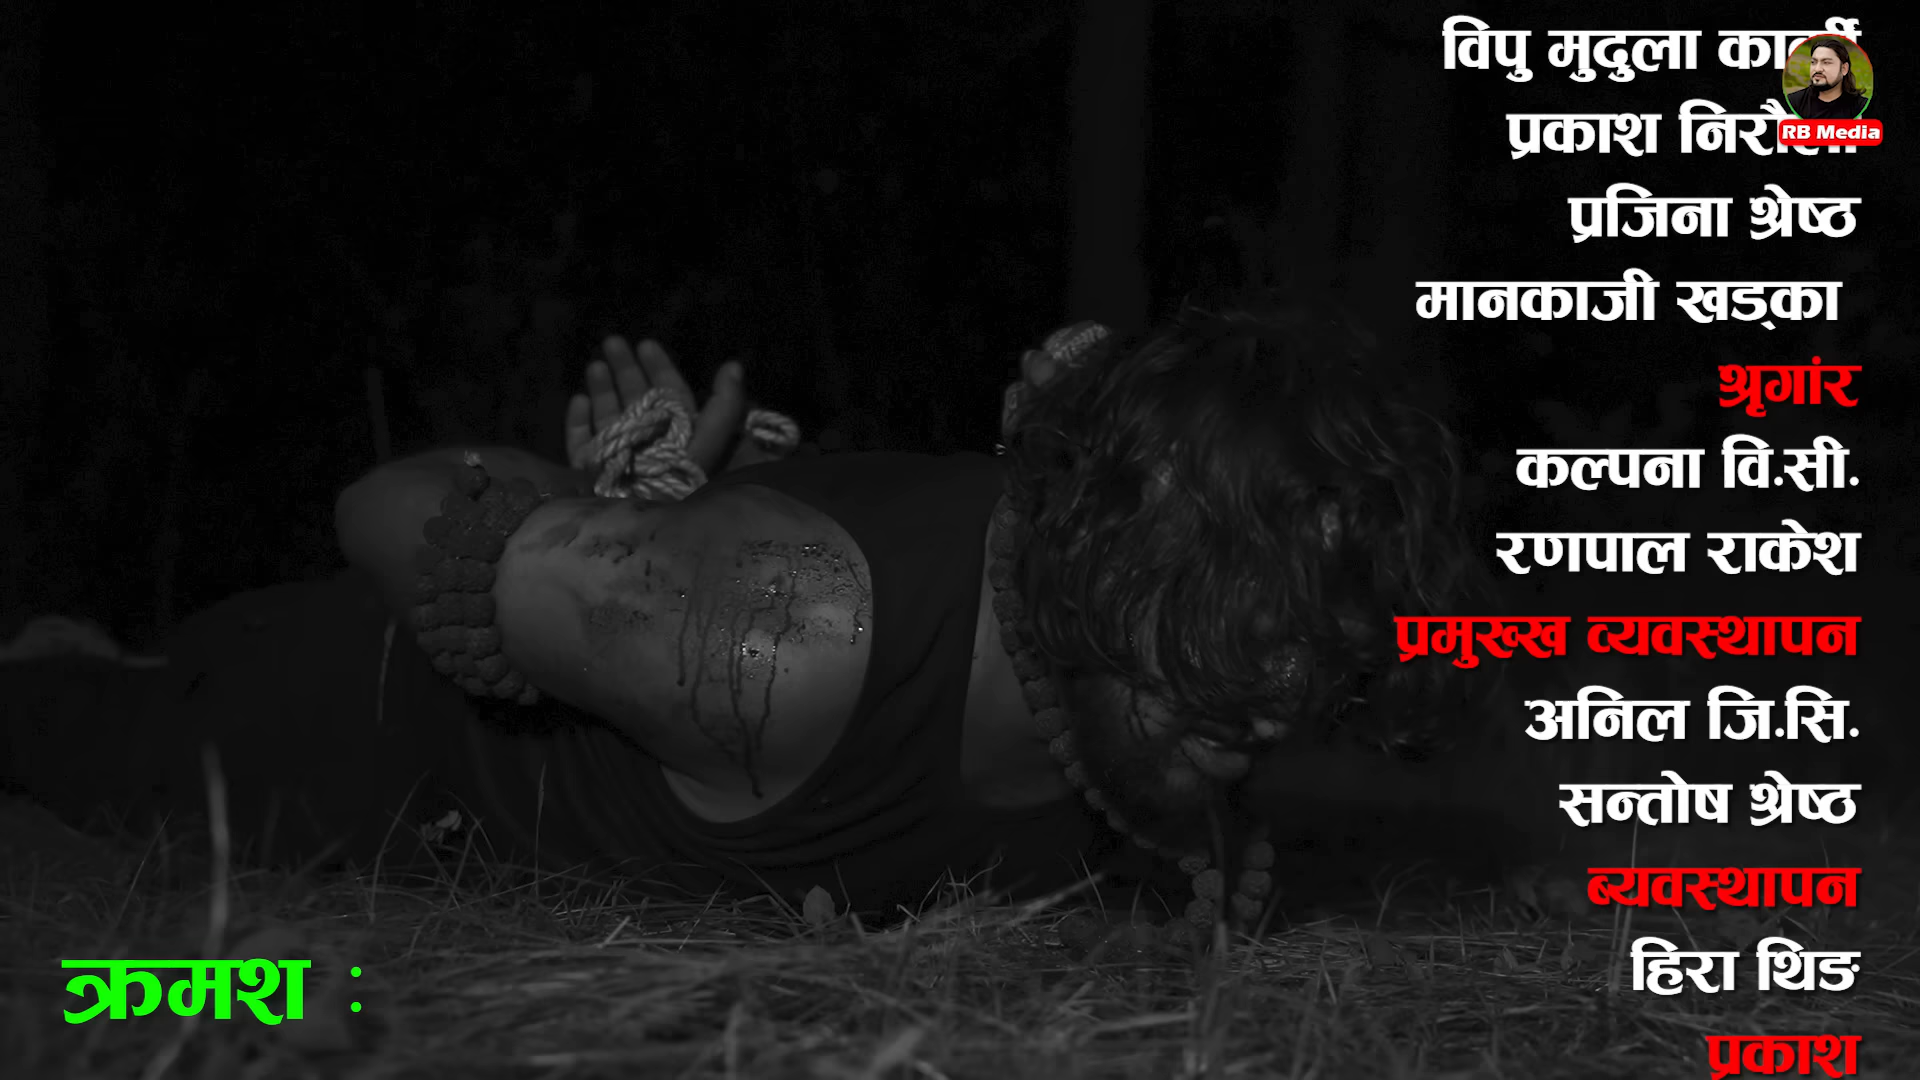 विपु मुदुला
प्रकाश
RB Media
प्रजिना श्रेष्ठ
मानकाजी खड्का
श्रृगांर
कल्पना वि.सी.
रणपाल राकेश
प्रमुख्ख व्यवस्थापन
अनिल जि.सि.
सन्तोष श्रेष्ठ
ब्यवस्थापन
हिरा थिङ
क्रमश :
प्रकाश